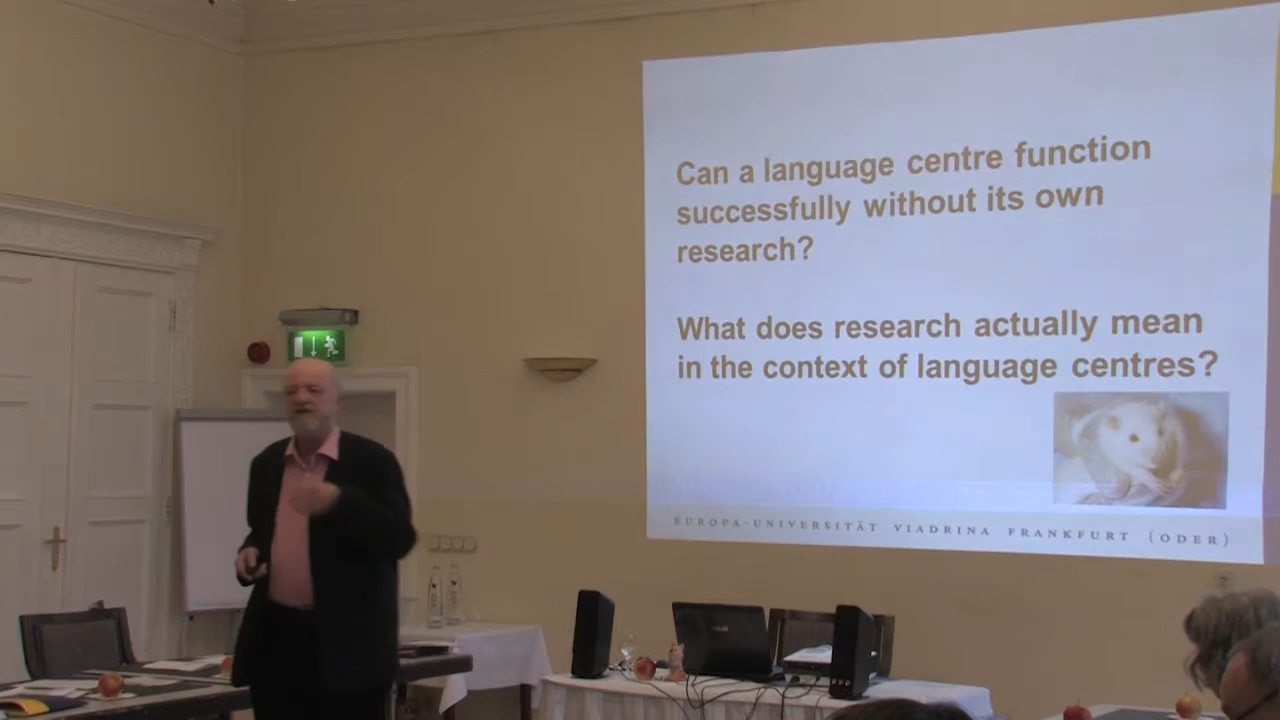 Can a language centre function
successfully without its own
research?
What does research actually mean
in the context of language centres?
EUROPA-UNIVERSITÄT VIADRINA FRANKFURT (ODER)